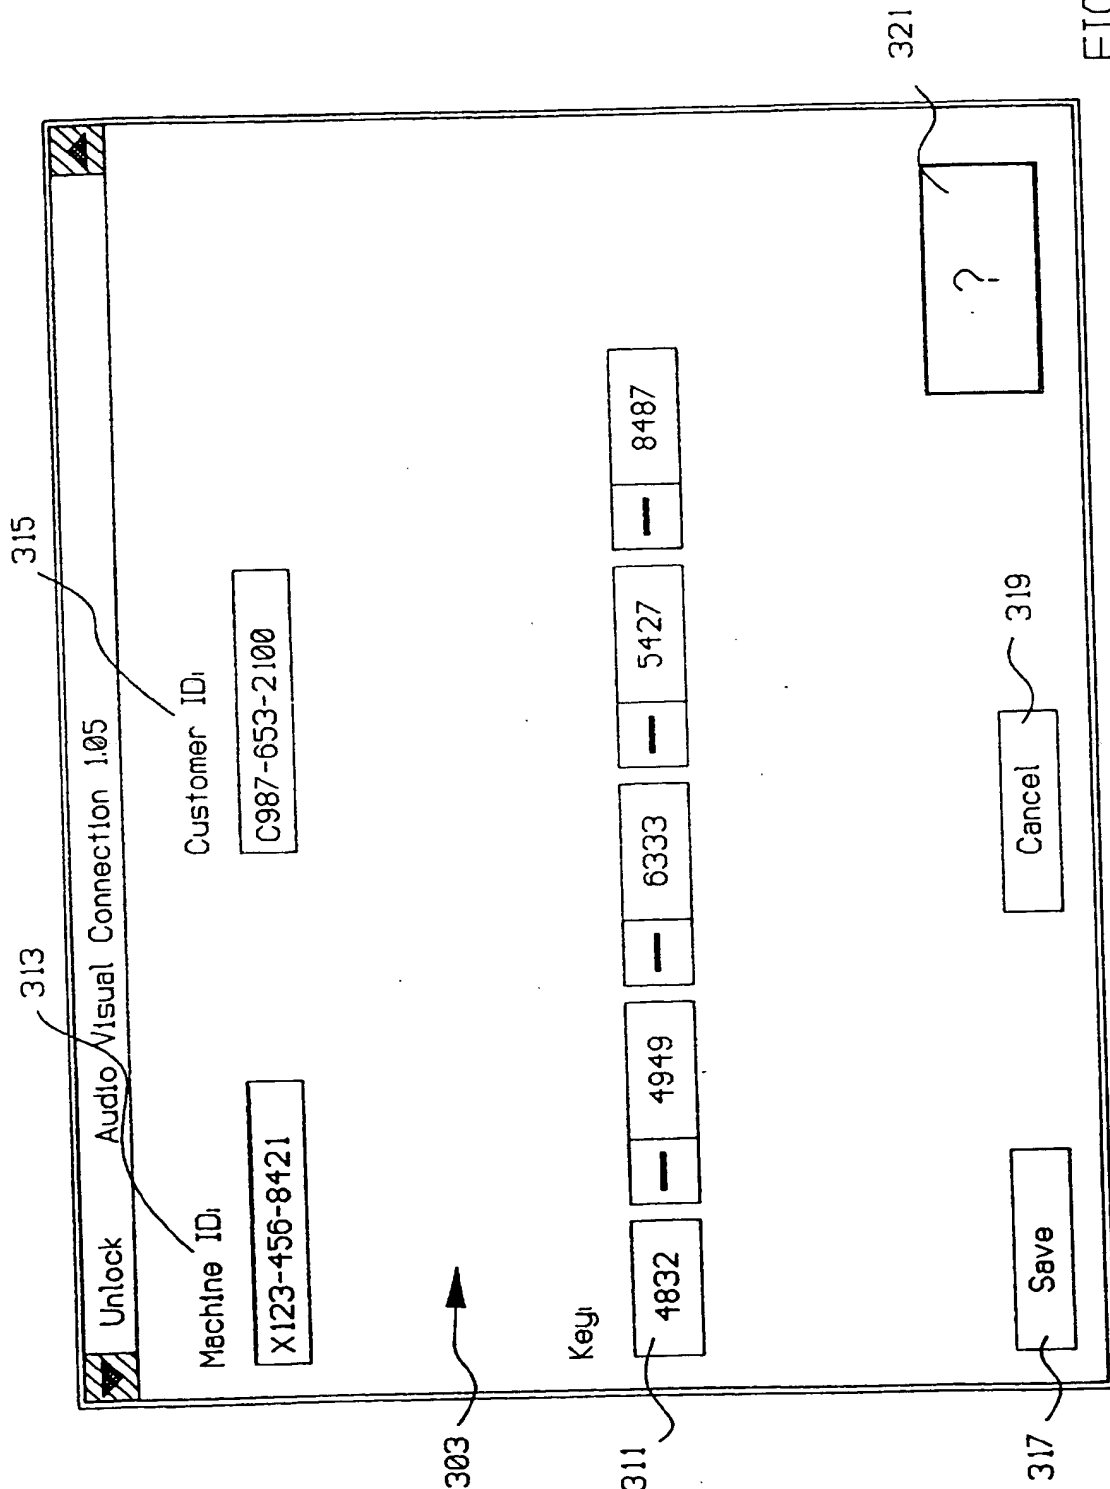 313
315
Unlock Audio Visual Connection 1.05
Machine ID: Customer ID:
X123-456-8421 C987-653-2100
303
Key:
311
4832 — 4949 — 6333 — 5427 — 8487
321
?
319
Save Cancel
317